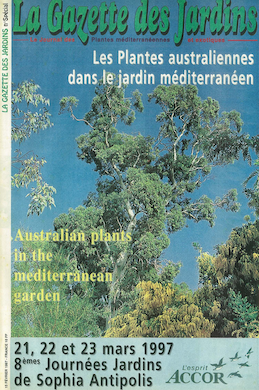 La Gazette des Jardins
Plantes méditerranéennes
Les Plantes australiennes
dans le jardin méditerranéen
LA GAZETTE DES JARDINS n° Spécial
Australian plants
in the
mediterranean
garden
21, 22 et 23 mars 1997
8èmes Journées Jardins
de Sophia Antipolis
L'esprit
ACCOR